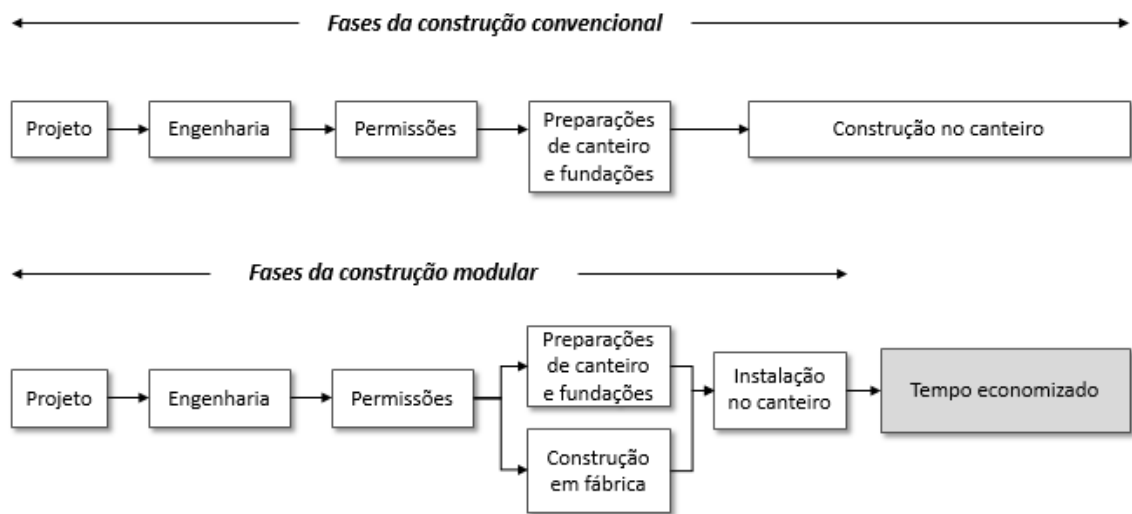 Fases da construção convencional
Projeto
Engenharia
Permissões
Preparações
de canteiro
e fundações
Construção no canteiro
Fases da construção modular
Projeto
Engenharia
Permissões
Preparações
de canteiro
e fundações
Construção
em fábrica
Instalação
no canteiro
Tempo economizado